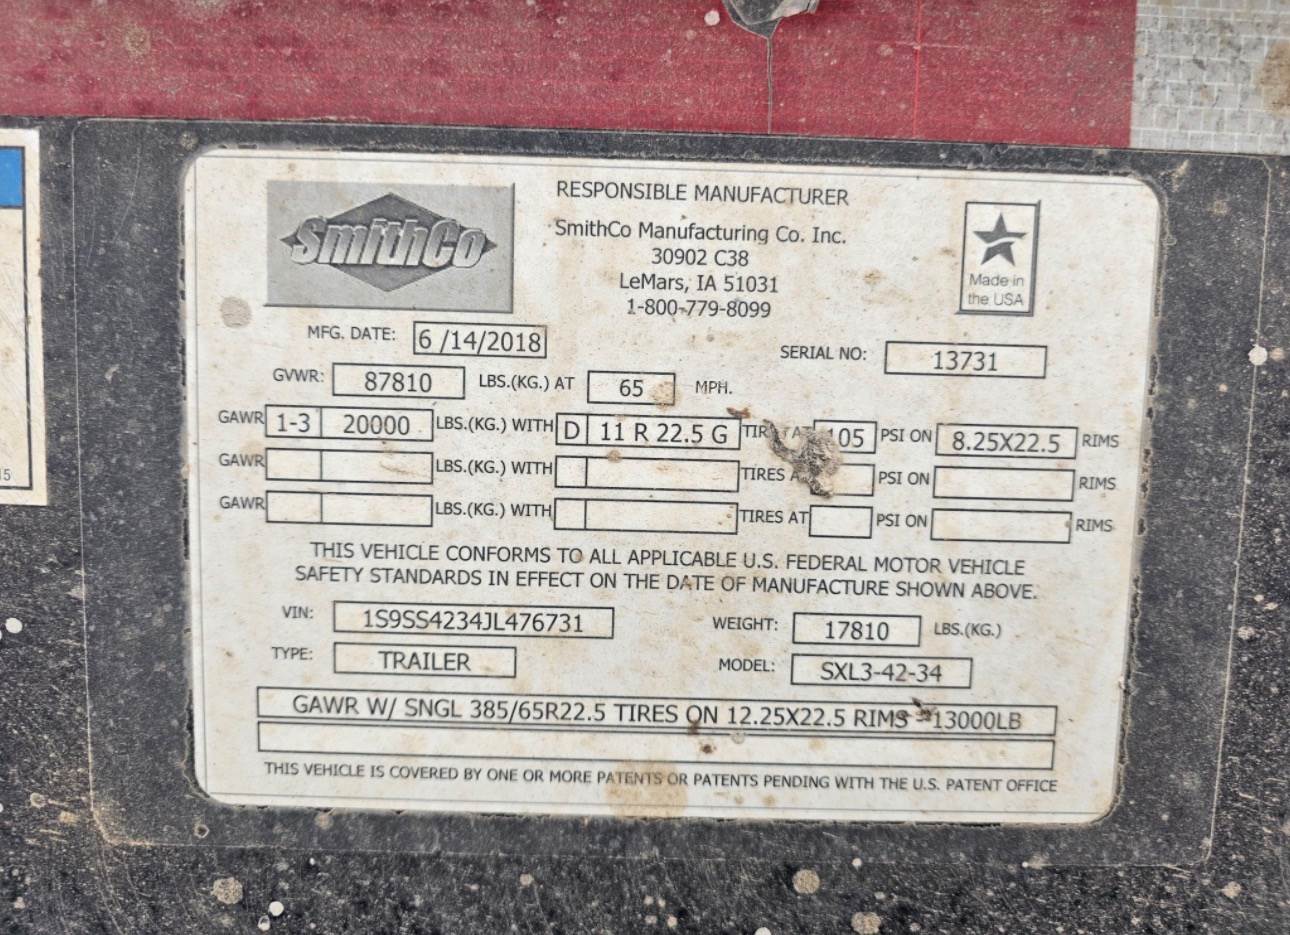 SmithCo
RESPONSIBLE MANUFACTURER
SmithCo Manufacturing Co. Inc.
30902 C38
LeMars, IA 51031
1-800-779-8099
Made in
the USA
MFG. DATE: 6 /14/2018
SERIAL NO: 13731
GVWR: 87810 LBS.(KG.) AT 65 MPH.
GAWR 1-3 20000 LBS.(KG.) WITH D 11 R 22.5 G TIRES AT 105 PSI ON 8.25X22.5 RIMS
GAWR LBS.(KG.) WITH TIRES PSI ON RIMS
GAWR LBS.(KG.) WITH TIRES AT PSI ON RIMS
THIS VEHICLE CONFORMS TO ALL APPLICABLE U.S. FEDERAL MOTOR VEHICLE
SAFETY STANDARDS IN EFFECT ON THE DATE OF MANUFACTURE SHOWN ABOVE.
VIN: 1S9SS4234JL476731 WEIGHT: 17810 LBS.(KG.)
TYPE: TRAILER MODEL: SXL3-42-34
GAWR W/ SNGL 385/65R22.5 TIRES ON 12.25X22.5 RIMS - 13000LB
THIS VEHICLE IS COVERED BY ONE OR MORE PATENTS OR PATENTS PENDING WITH THE U.S. PATENT OFFICE